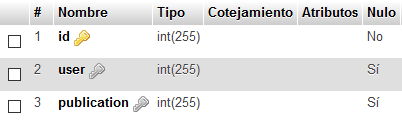 # Nombre Tipo Cotejamiento Atributos Nulo
1 id int(255) No
2 user int(255) Sí
3 publication int(255) Sí